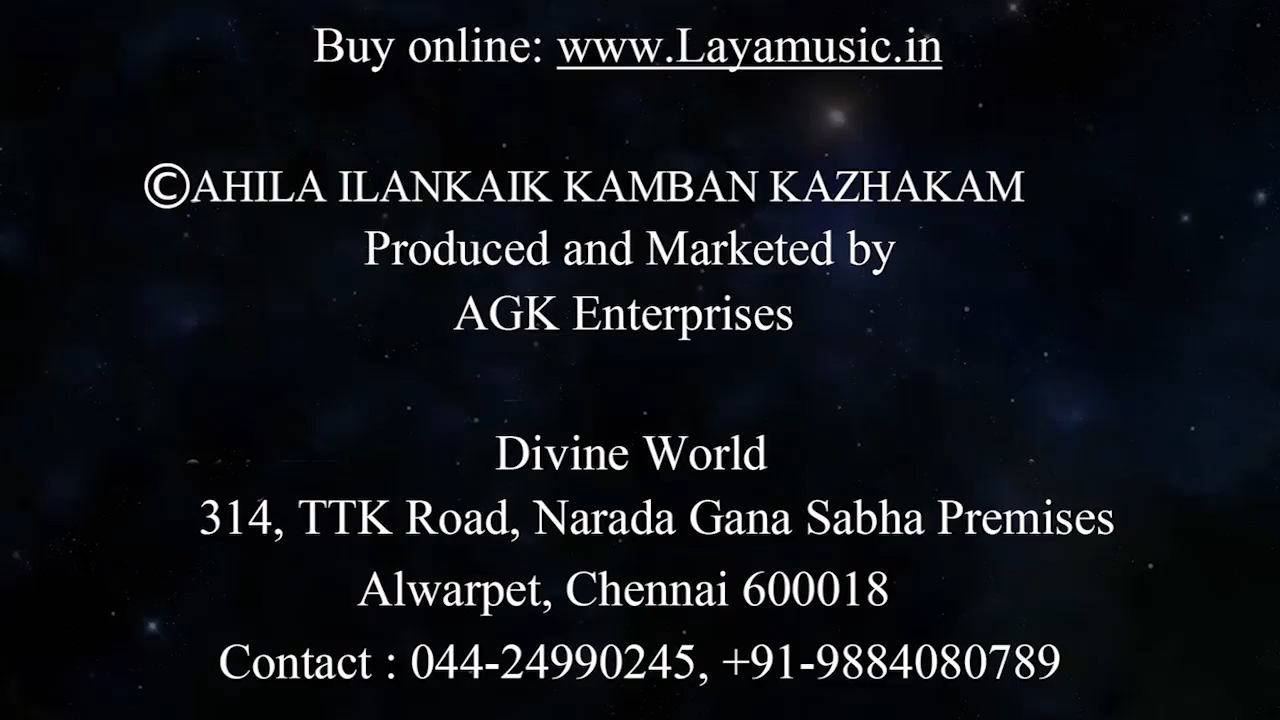 Buy online: www.Layamusic.in
©AHILA ILANKAIK KAMBAN KAZHAKAM
Produced and Marketed by
AGK Enterprises
Divine World
314, TTK Road, Narada Gana Sabha Premises
Alwarpet, Chennai 600018
Contact : 044-24990245, +91-9884080789